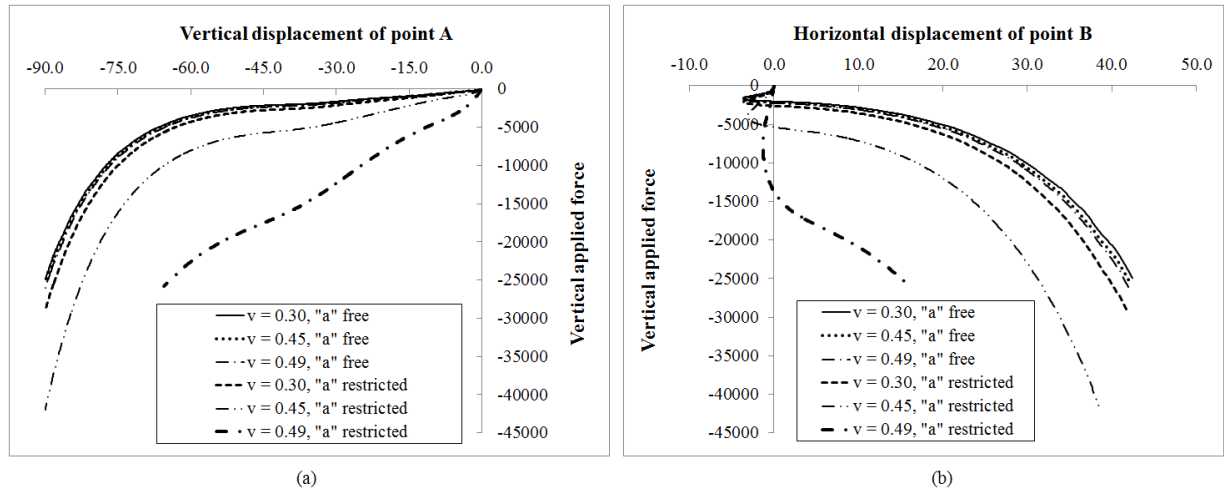 Vertical displacement of point A
-90.0 -75.0 -60.0 -45.0 -30.0 -15.0 0.0
0
-5000
-10000
-15000
-20000
-25000
-30000
-35000
-40000
-45000
Vertical applied force
v = 0.30, "a" free
v = 0.45, "a" free
v = 0.49, "a" free
v = 0.30, "a" restricted
v = 0.45, "a" restricted
v = 0.49, "a" restricted
(a)
Horizontal displacement of point B
-10.0 0.0 10.0 20.0 30.0 40.0 50.0
0
-5000
-10000
-15000
-20000
-25000
-30000
-35000
-40000
-45000
Vertical applied force
v = 0.30, "a" free
v = 0.45, "a" free
v = 0.49, "a" free
v = 0.30, "a" restricted
v = 0.45, "a" restricted
v = 0.49, "a" restricted
(b)